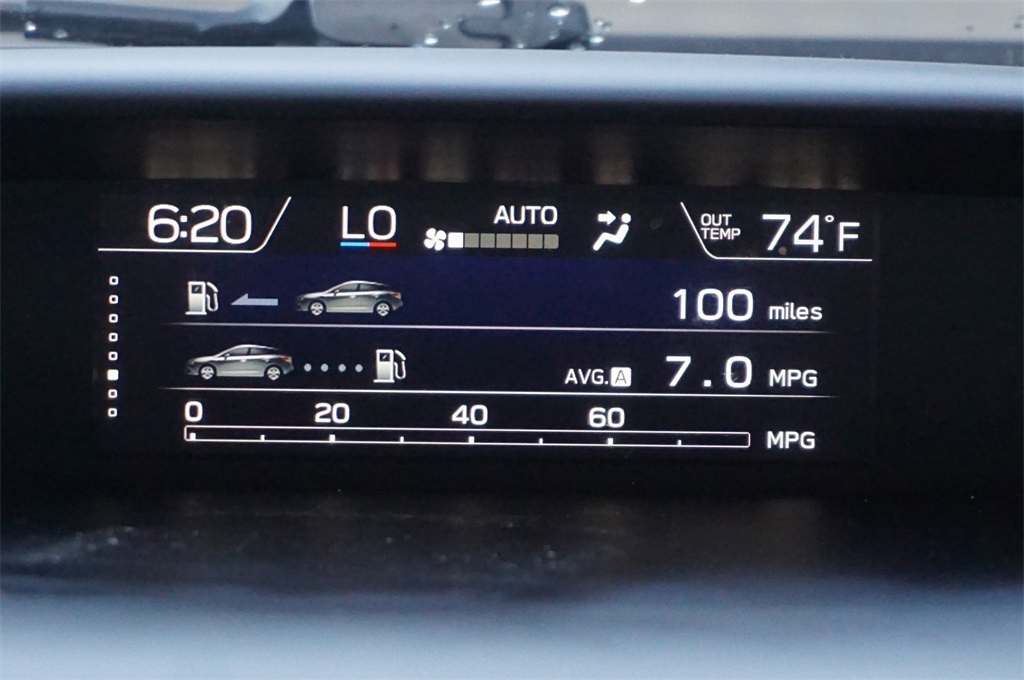 6:20 LO AUTO OUT TEMP 74°F
100 miles
AVG. A 7.0 MPG
0 20 40 60
MPG